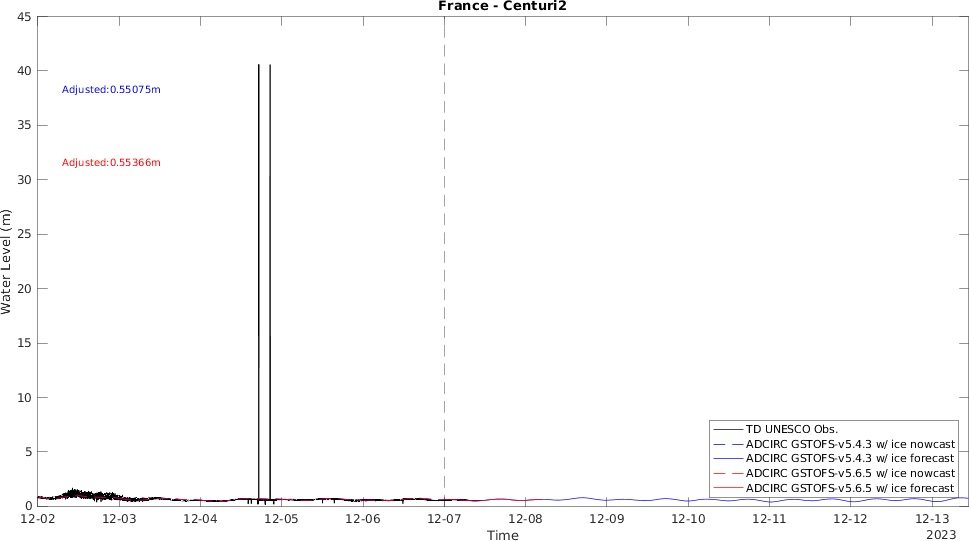 France - Centuri2
45
40
35
30
25
20
15
10
5
0
Water Level (m)
Adjusted:0.55075m
Adjusted:0.55366m
TD UNESCO Obs.
ADCIRC GSTOFS-v5.4.3 w/ ice nowcast
ADCIRC GSTOFS-v5.4.3 w/ ice forecast
ADCIRC GSTOFS-v5.6.5 w/ ice nowcast
ADCIRC GSTOFS-v5.6.5 w/ ice forecast
12-02 12-03 12-04 12-05 12-06 12-07 12-08 12-09 12-10 12-11 12-12 12-13
Time
2023